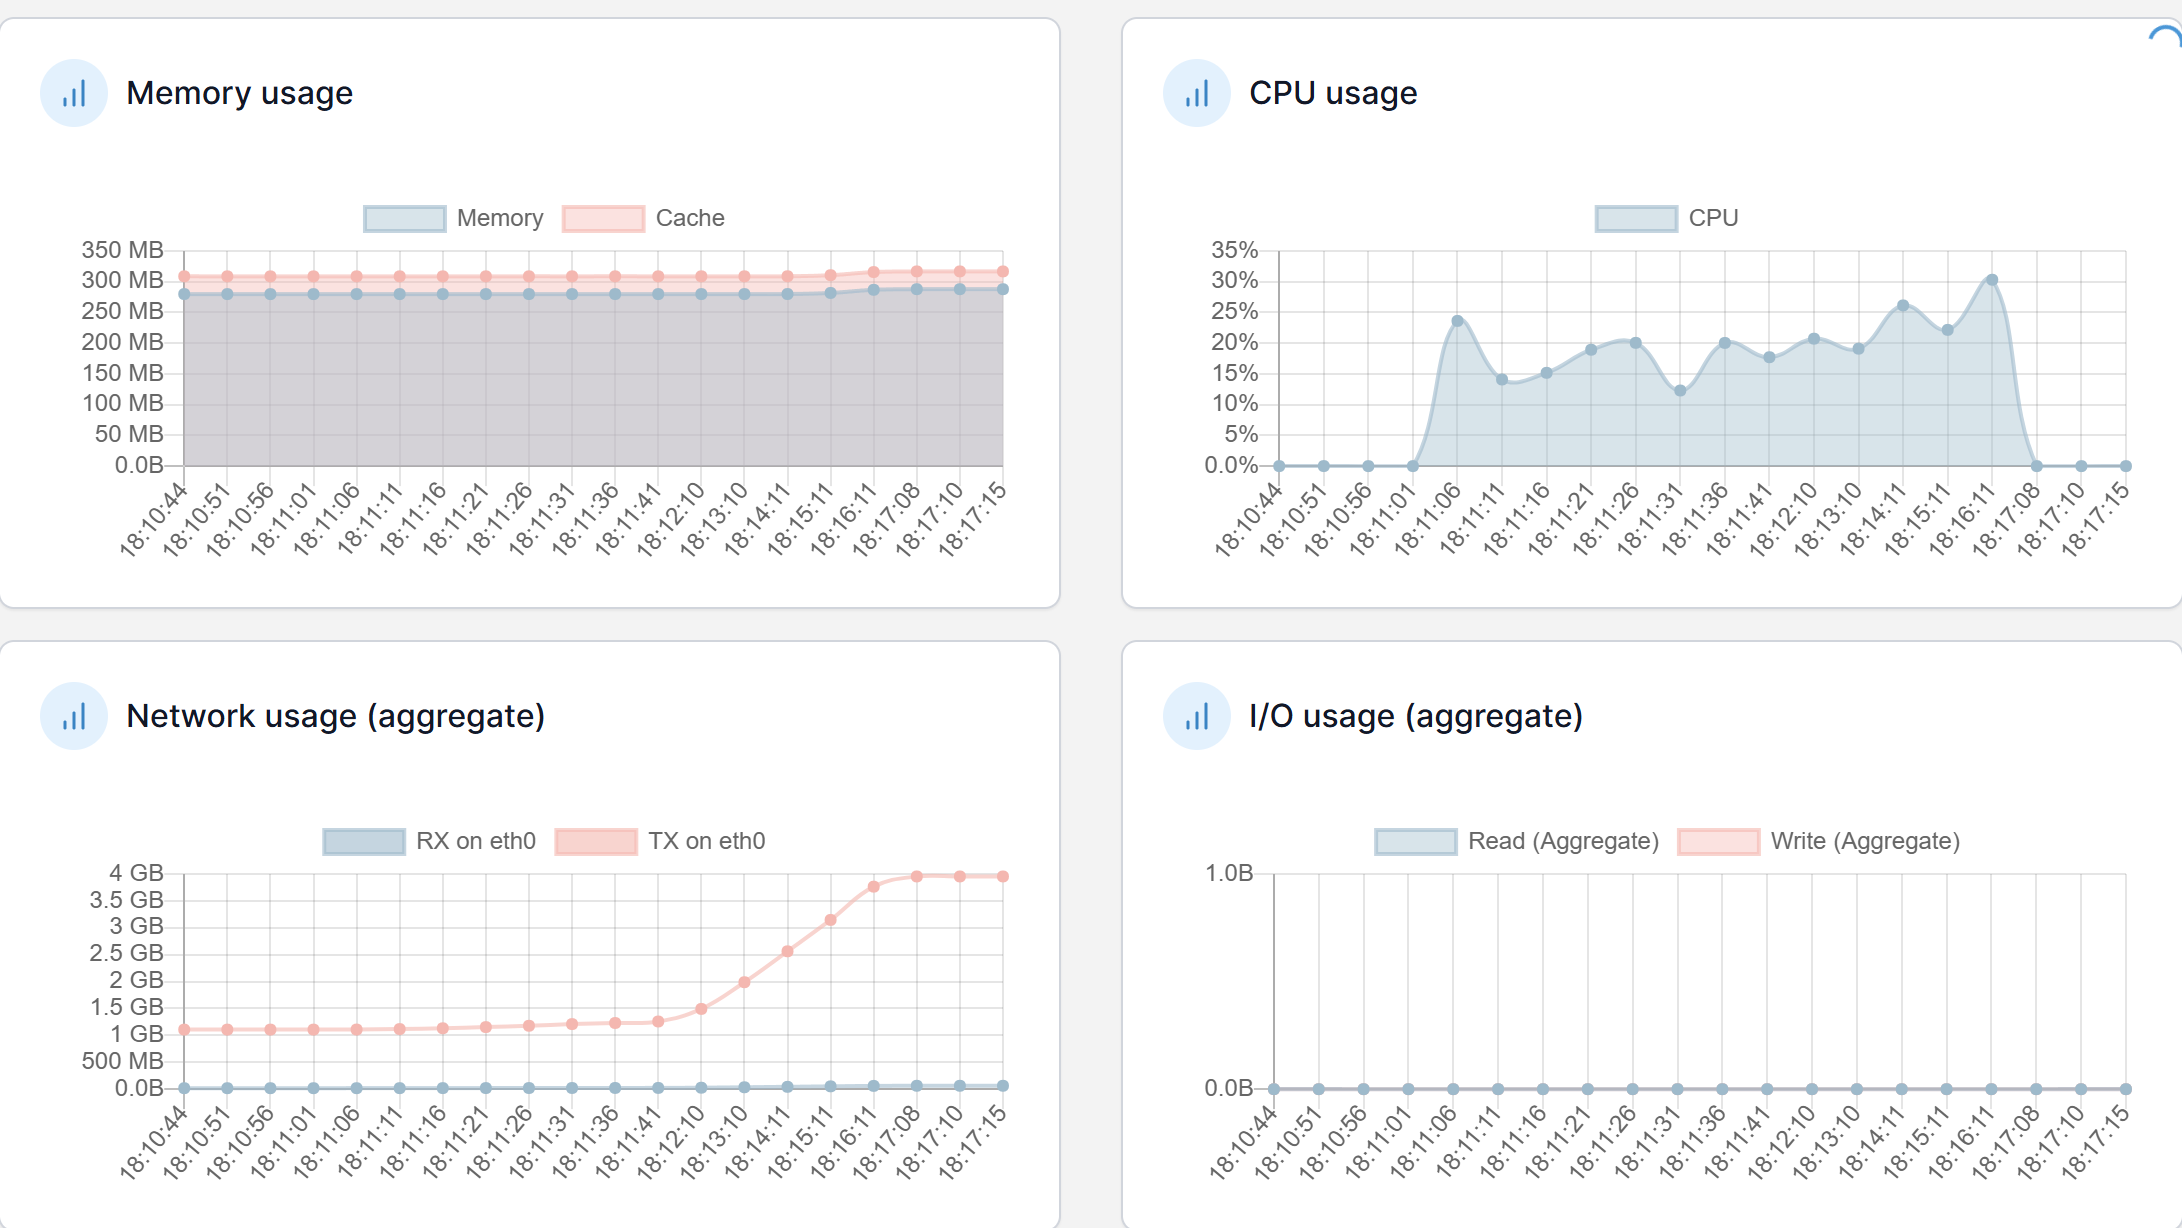 Memory usage
Memory Cache
350 MB
300 MB
250 MB
200 MB
150 MB
100 MB
50 MB
0.0B
18:10:44 18:10:51 18:10:56 18:11:01 18:11:06 18:11:11 18:11:16 18:11:21 18:11:26 18:11:31 18:11:36 18:11:41 18:12:10 18:13:10 18:14:11 18:15:11 18:16:11 18:17:08 18:17:10 18:17:15
CPU usage
CPU
35%
30%
25%
20%
15%
10%
5%
0.0%
18:10:44 18:10:51 18:10:56 18:11:01 18:11:06 18:11:11 18:11:16 18:11:21 18:11:26 18:11:31 18:11:36 18:11:41 18:12:10 18:13:10 18:14:11 18:15:11 18:16:11 18:17:08 18:17:10 18:17:15
Network usage (aggregate)
RX on eth0 TX on eth0
4 GB
3.5 GB
3 GB
2.5 GB
2 GB
1.5 GB
1 GB
500 MB
0.0B
18:10:44 18:10:51 18:10:56 18:11:01 18:11:06 18:11:11 18:11:16 18:11:21 18:11:26 18:11:31 18:11:36 18:11:41 18:12:10 18:13:10 18:14:11 18:15:11 18:16:11 18:17:08 18:17:10 18:17:15
I/O usage (aggregate)
Read (Aggregate) Write (Aggregate)
1.0B
0.0B
18:10:44 18:10:51 18:10:56 18:11:01 18:11:06 18:11:11 18:11:16 18:11:21 18:11:26 18:11:31 18:11:36 18:11:41 18:12:10 18:13:10 18:14:11 18:15:11 18:16:11 18:17:08 18:17:10 18:17:15